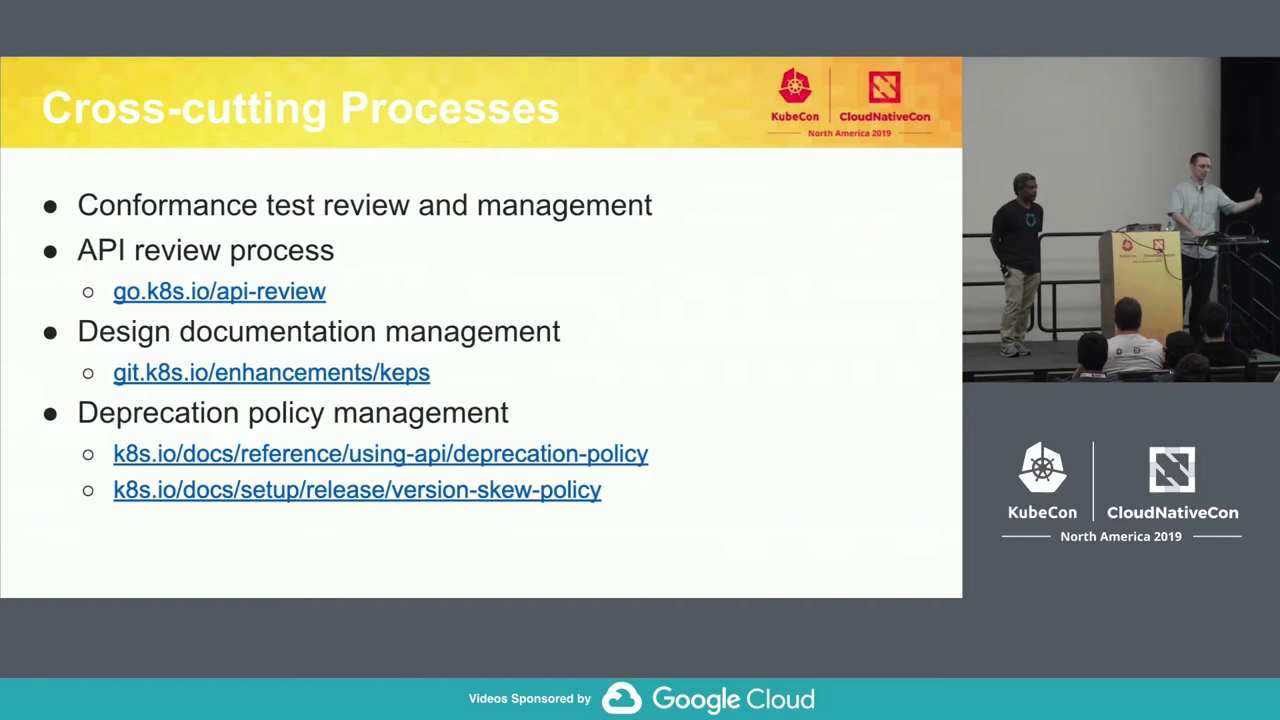 Cross-cutting Processes
KubeCon
CloudNativeCon
North America 2019
Conformance test review and management
API review process
go.k8s.io/api-review
Design documentation management
git.k8s.io/enhancements/keps
Deprecation policy management
k8s.io/docs/reference/using-api/deprecation-policy
k8s.io/docs/setup/release/version-skew-policy
KubeCon
CloudNativeCon
North America 2019
Videos Sponsored by
Google Cloud